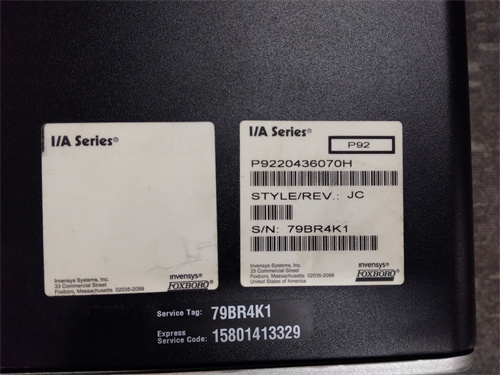 I/A Series®
Invensys Systems, Inc.
33 Commercial Street
Foxboro, Massachusetts 02035-2099
invensys®
FOXBORO®
I/A Series®
P92
P9220436070H
STYLE/REV.: JC
S/N: 79BR4K1
Invensys Systems, Inc.
33 Commercial Street
Foxboro, Massachusetts 02035-2099
United States of America
invensys®
FOXBORO®
Service Tag: 79BR4K1
Express
Service Code: 15801413329